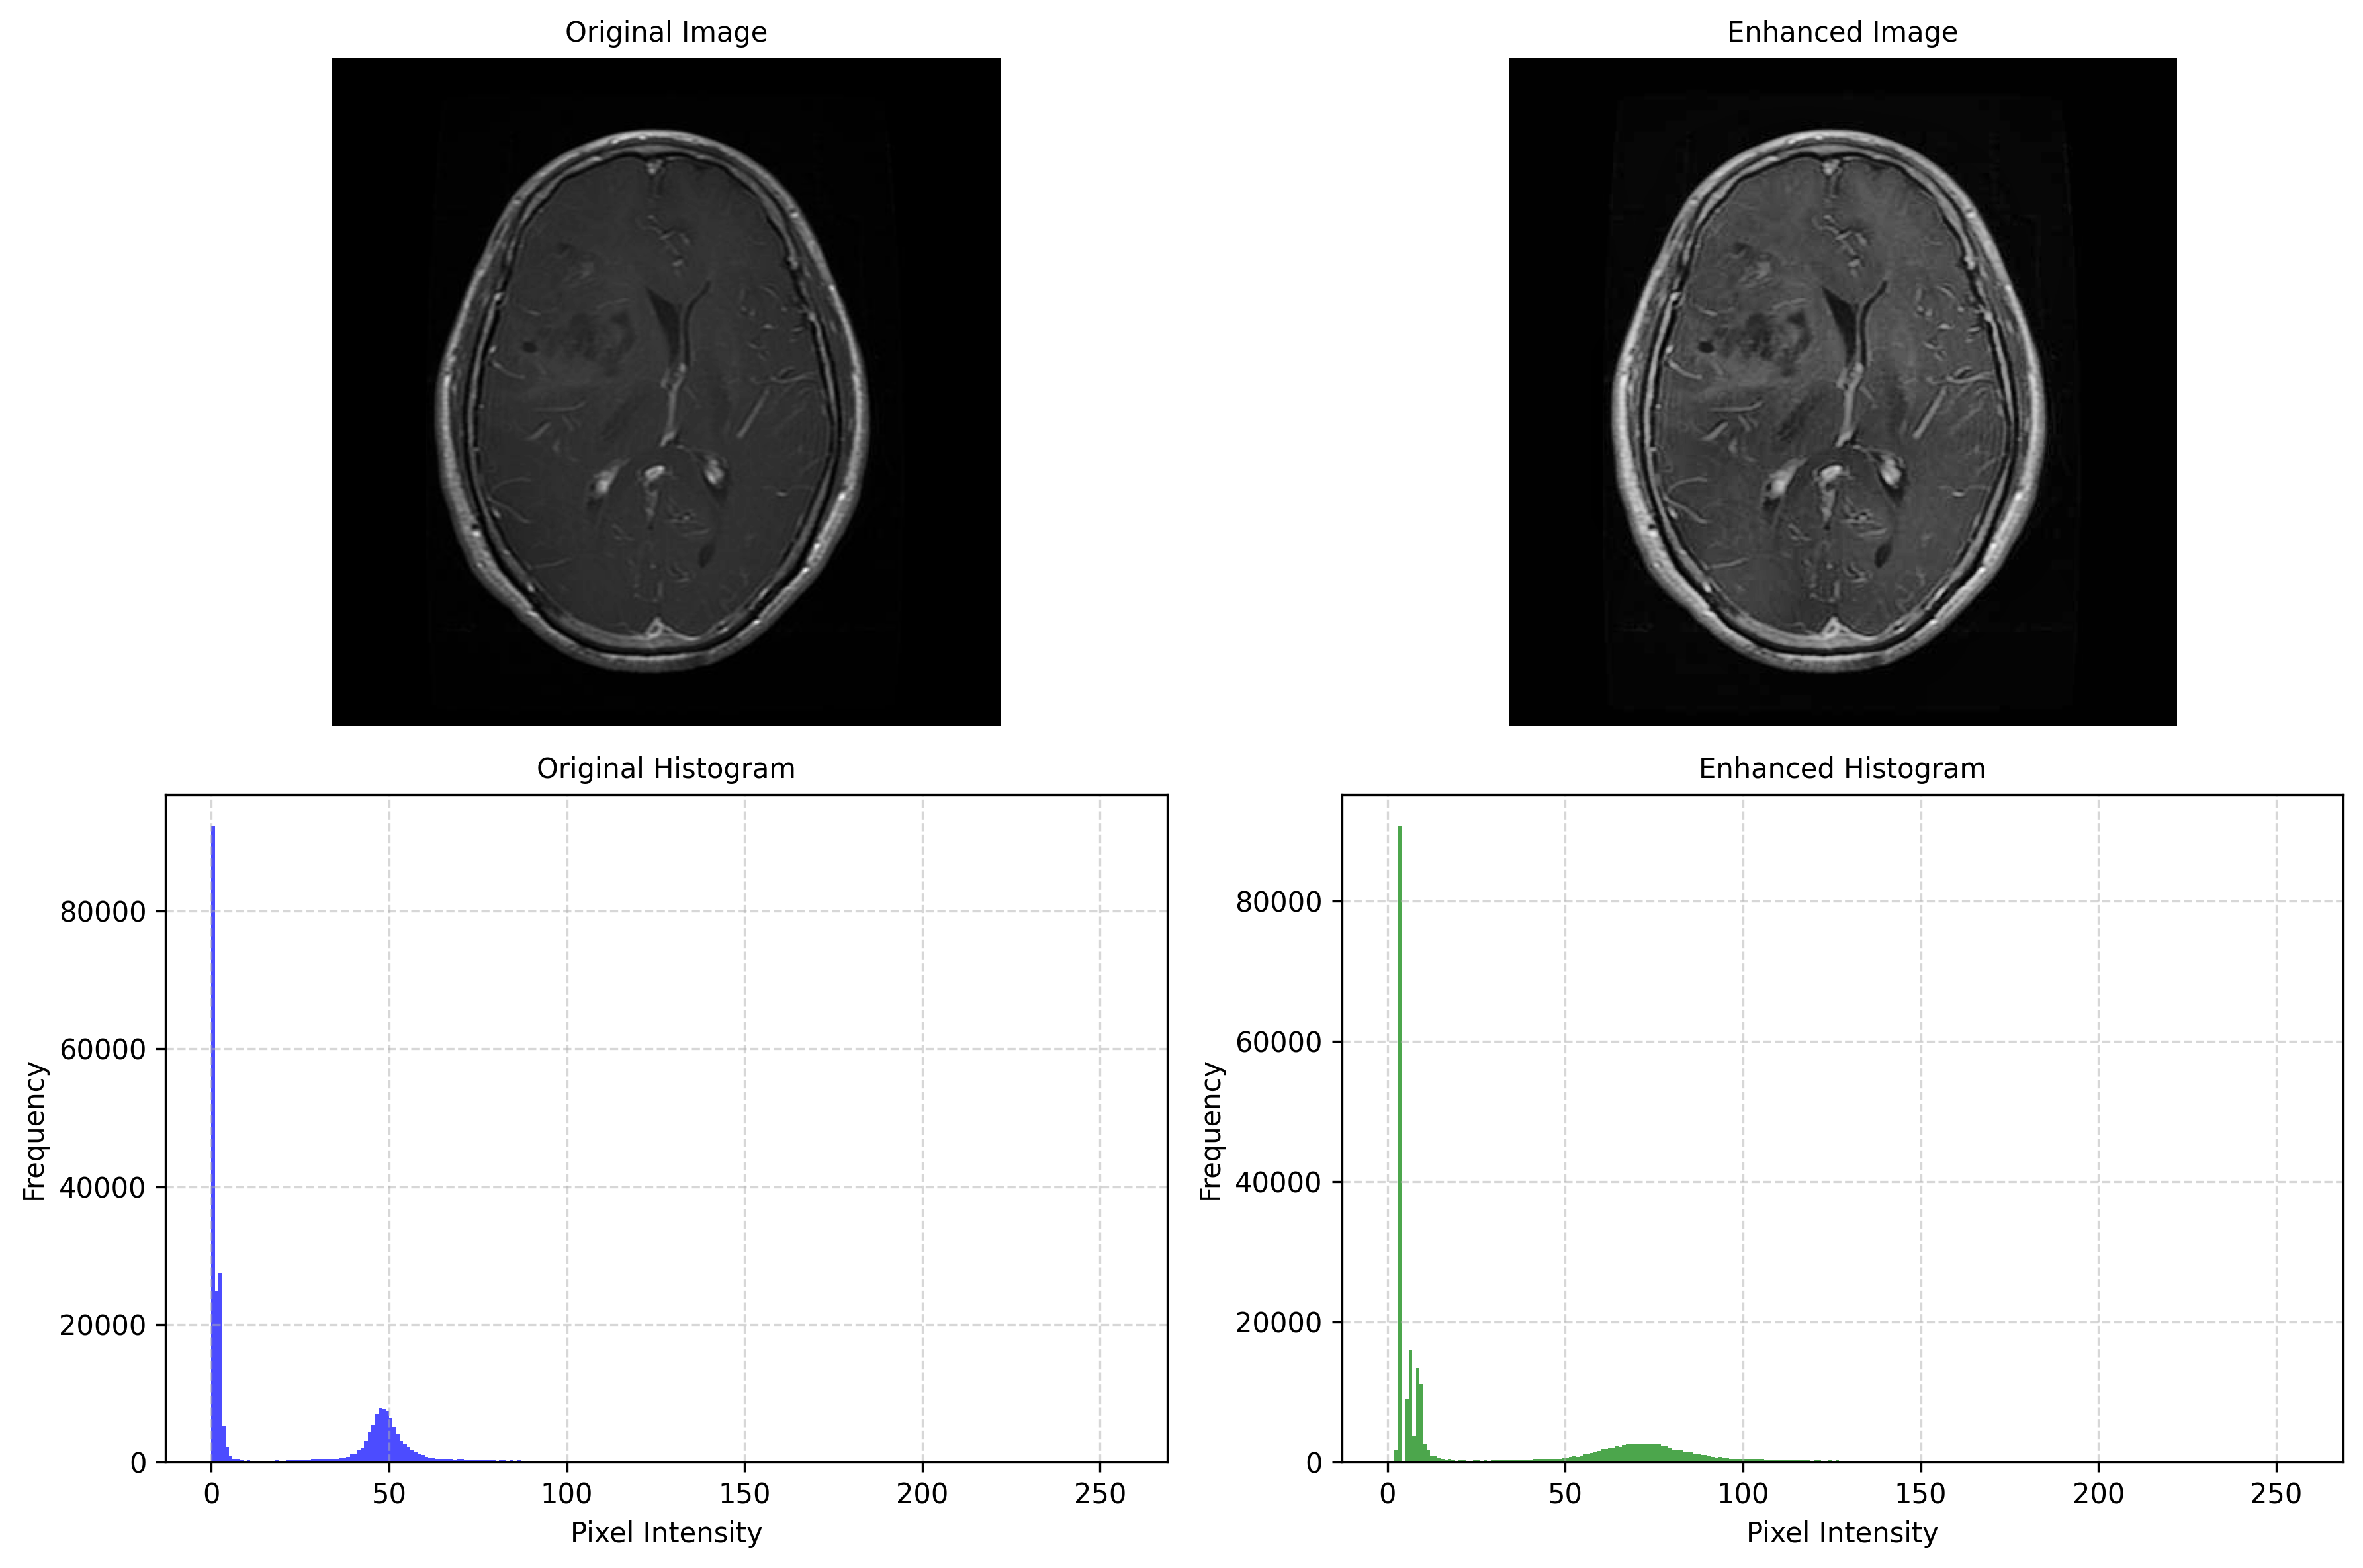 Original Image
Enhanced Image
Original Histogram
Enhanced Histogram
80000
60000
40000
20000
0
Frequency
0 50 100 150 200 250
Pixel Intensity
80000
60000
40000
20000
0
Frequency
0 50 100 150 200 250
Pixel Intensity